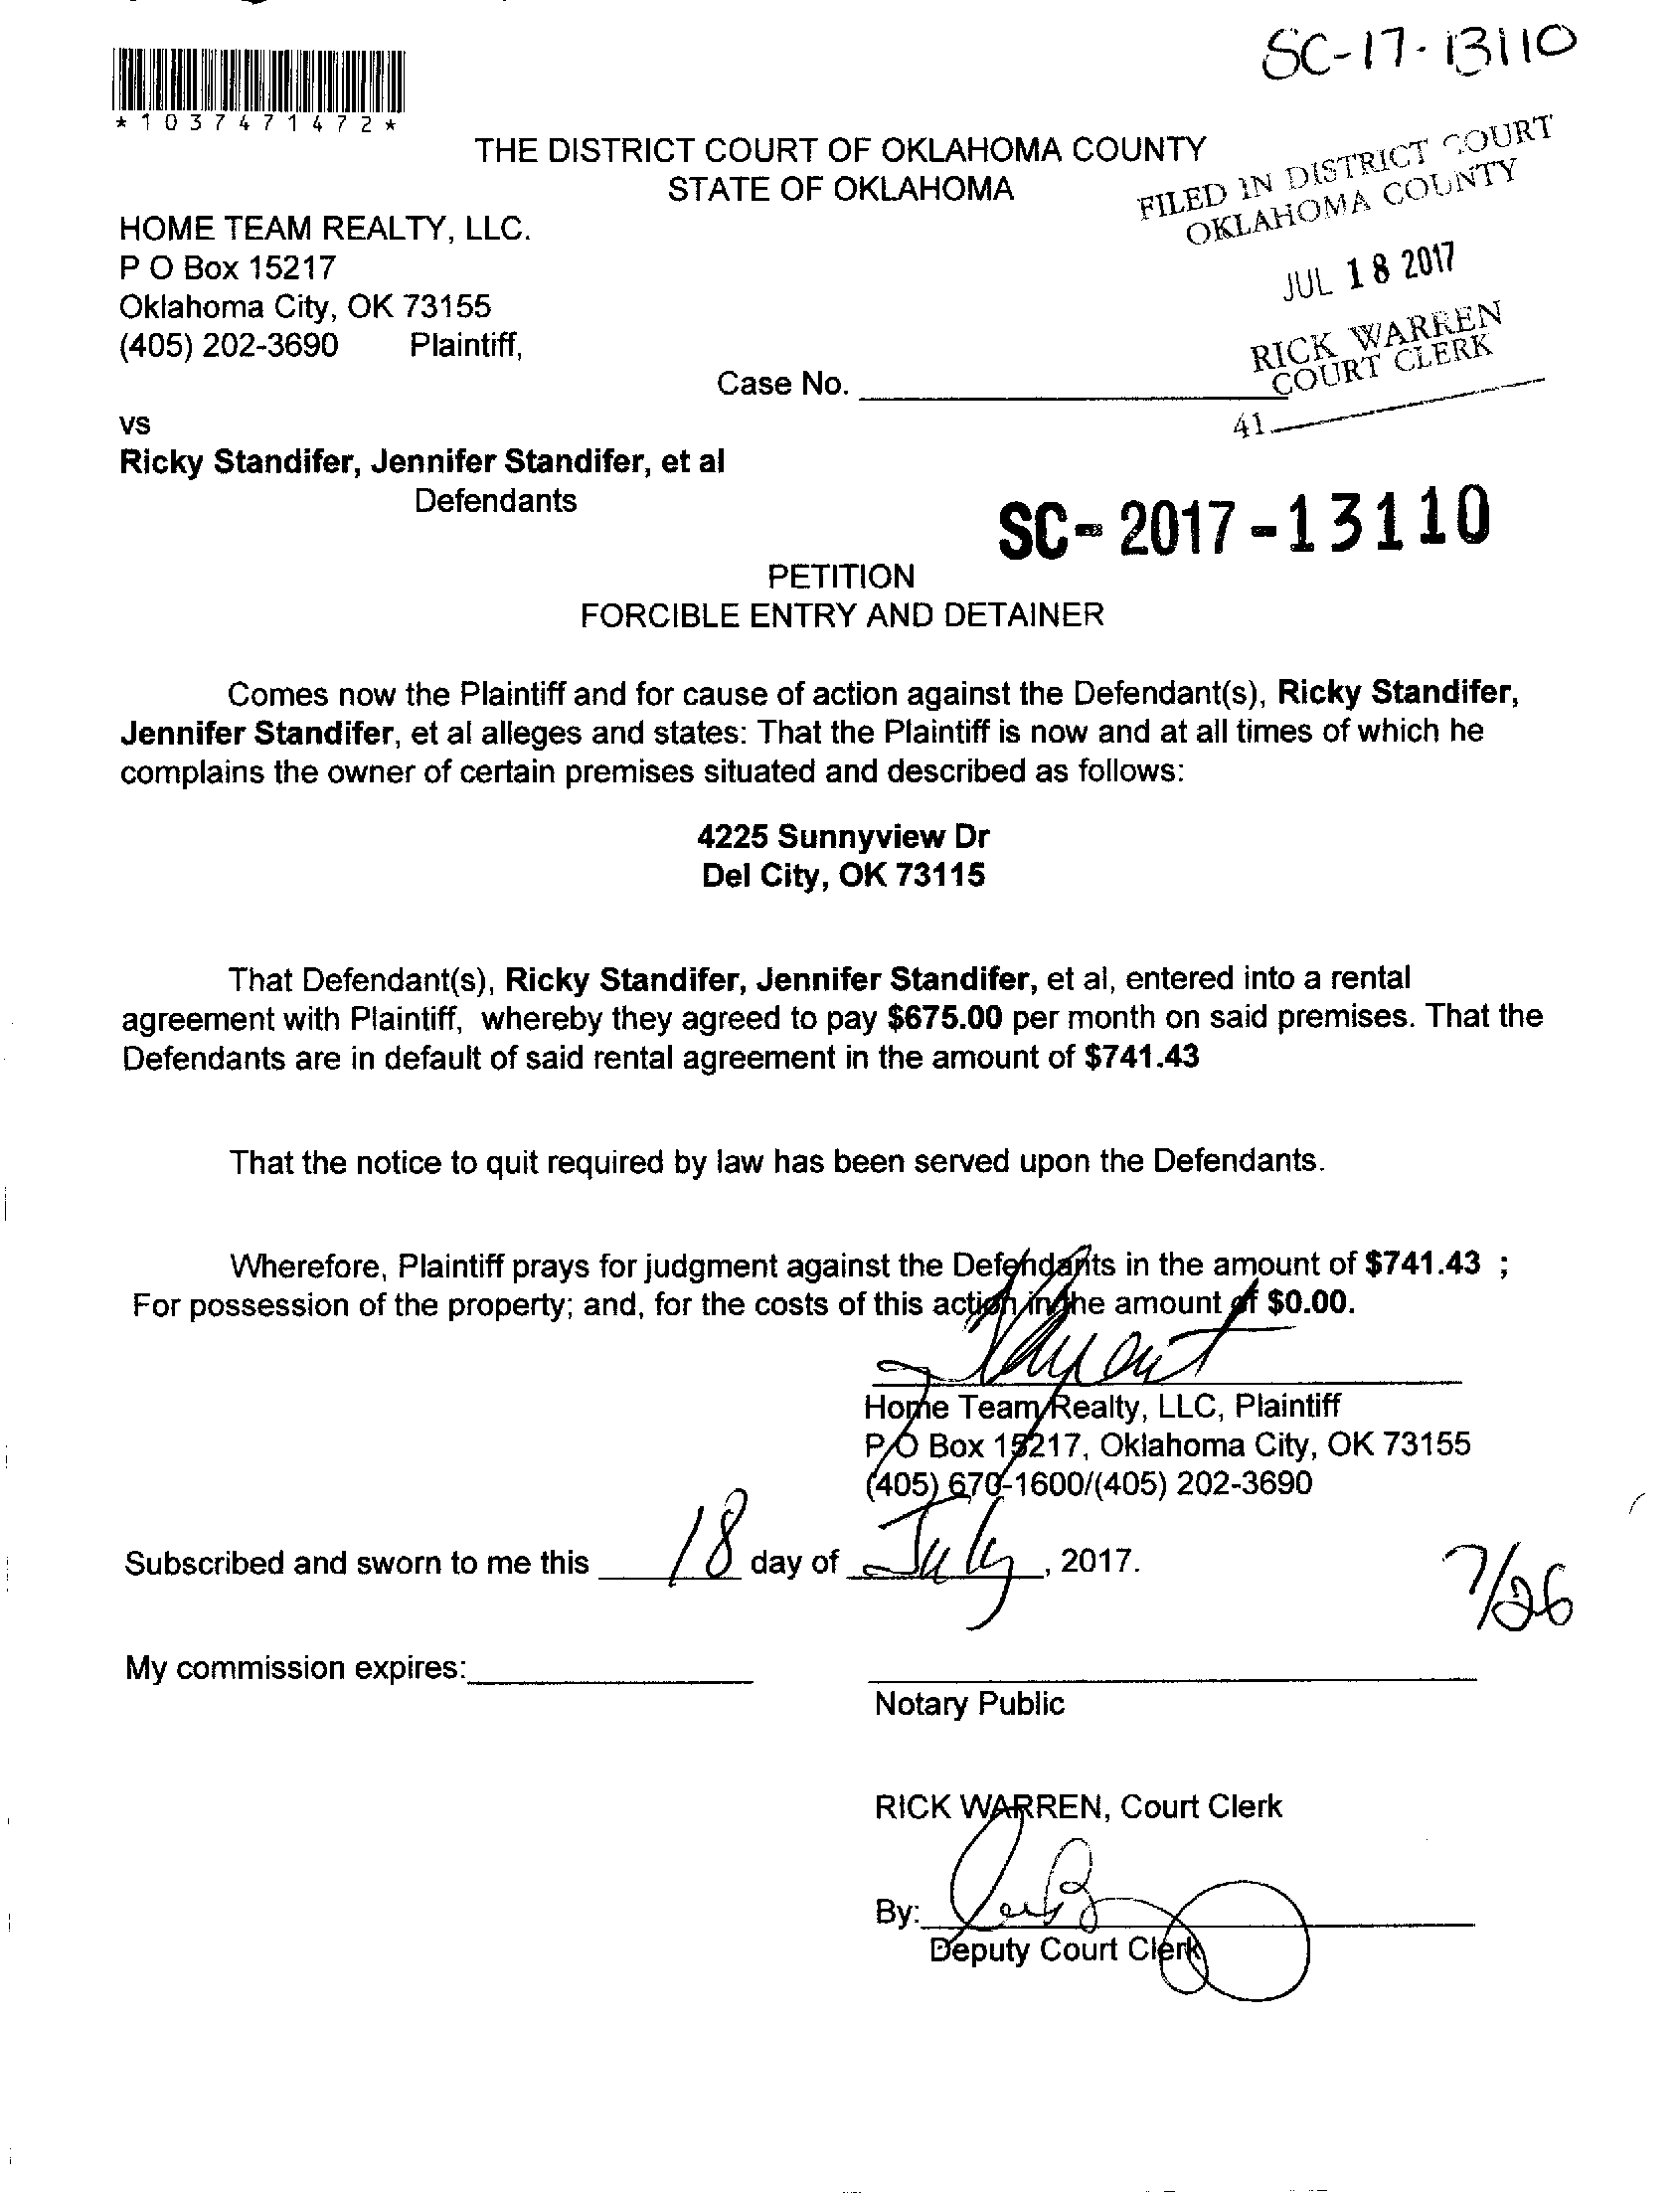 SC-17-13110
*1037471472*
THE DISTRICT COURT OF OKLAHOMA COUNTY
STATE OF OKLAHOMA
FILED IN DISTRICT COURT
OKLAHOMA COUNTY
JUL 18 2017
RICK WARREN
COURT CLERK
41
HOME TEAM REALTY, LLC.
P O Box 15217
Oklahoma City, OK 73155
(405) 202-3690 Plaintiff,
Case No.
vs
Ricky Standifer, Jennifer Standifer, et al
Defendants
SC-2017-13110
PETITION
FORCIBLE ENTRY AND DETAINER
Comes now the Plaintiff and for cause of action against the Defendant(s), Ricky Standifer,
Jennifer Standifer, et al alleges and states: That the Plaintiff is now and at all times of which he
complains the owner of certain premises situated and described as follows:
4225 Sunnyview Dr
Del City, OK 73115
That Defendant(s), Ricky Standifer, Jennifer Standifer, et al, entered into a rental
agreement with Plaintiff, whereby they agreed to pay $675.00 per month on said premises. That the
Defendants are in default of said rental agreement in the amount of $741.43
That the notice to quit required by law has been served upon the Defendants.
Wherefore, Plaintiff prays for judgment against the Defendants in the amount of $741.43 ;
For possession of the property; and, for the costs of this action in the amount of $0.00.
Home Team Realty, LLC, Plaintiff
P O Box 15217, Oklahoma City, OK 73155
(405) 670-1600/(405) 202-3690
Subscribed and sworn to me this 18 day of July, 2017.
7/26
My commission expires:
Notary Public
RICK WARREN, Court Clerk
By:
Deputy Court Clerk